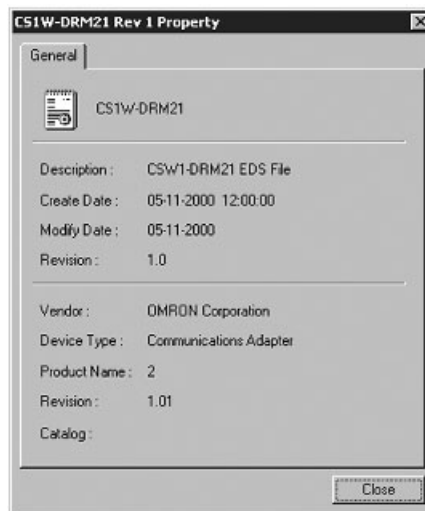 CS1W-DRM21 Rev 1 Property
General
CS1W-DRM21
Description : CSW1-DRM21 EDS File
Create Date : 05-11-2000 12:00:00
Modify Date : 05-11-2000
Revision : 1.0
Vendor : OMRON Corporation
Device Type : Communications Adapter
Product Name : 2
Revision : 1.01
Catalog :
Close